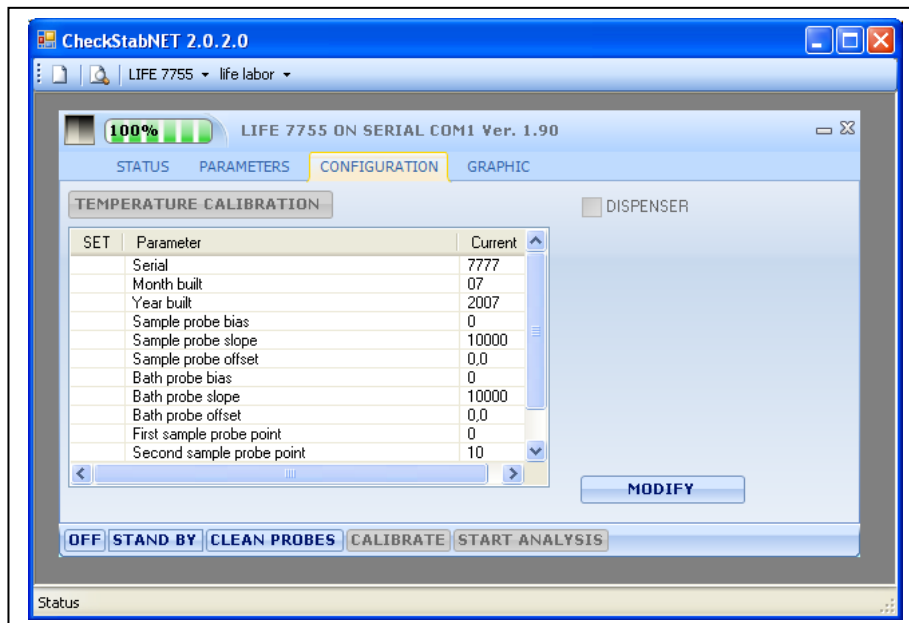 CheckStabNET 2.0.2.0
LIFE 7755 life labor
100% LIFE 7755 ON SERIAL COM1 Ver. 1.90
STATUS PARAMETERS CONFIGURATION GRAPHIC
TEMPERATURE CALIBRATION DISPENSER
SET Parameter Current
Serial 7777
Month built 07
Year built 2007
Sample probe bias 0
Sample probe slope 10000
Sample probe offset 0,0
Bath probe bias 0
Bath probe slope 10000
Bath probe offset 0,0
First sample probe point 0
Second sample probe point 10
MODIFY
OFF STAND BY CLEAN PROBES CALIBRATE START ANALYSIS
Status